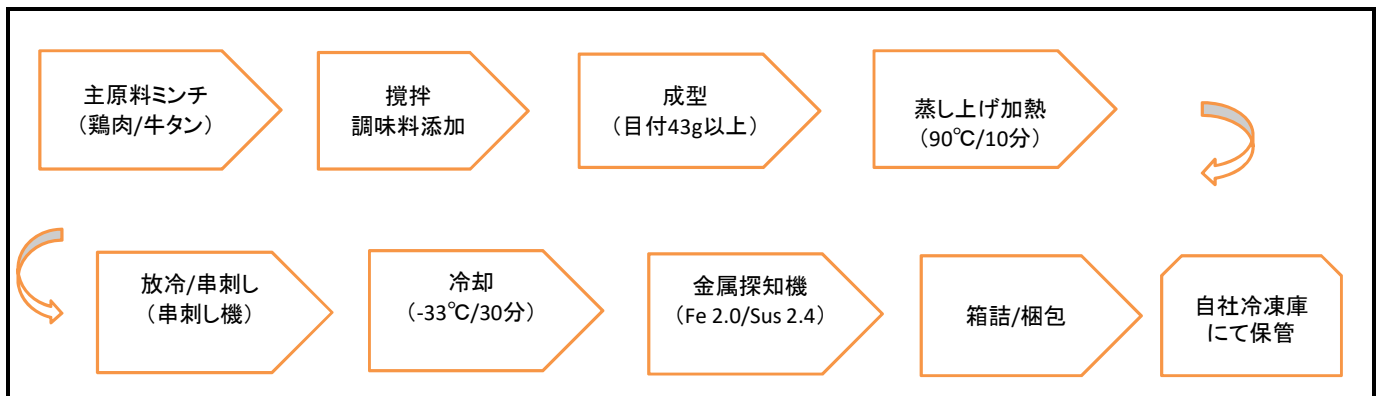 主原料ミンチ
（鶏肉/牛タン）
撹拌
調味料添加
成型
（目付43g以上）
蒸し上げ加熱
（90℃/10分）
放冷/串刺し
（串刺し機）
冷却
（-33℃/30分）
金属探知機
（Fe 2.0/Sus 2.4）
箱詰/梱包
自社冷凍庫
にて保管